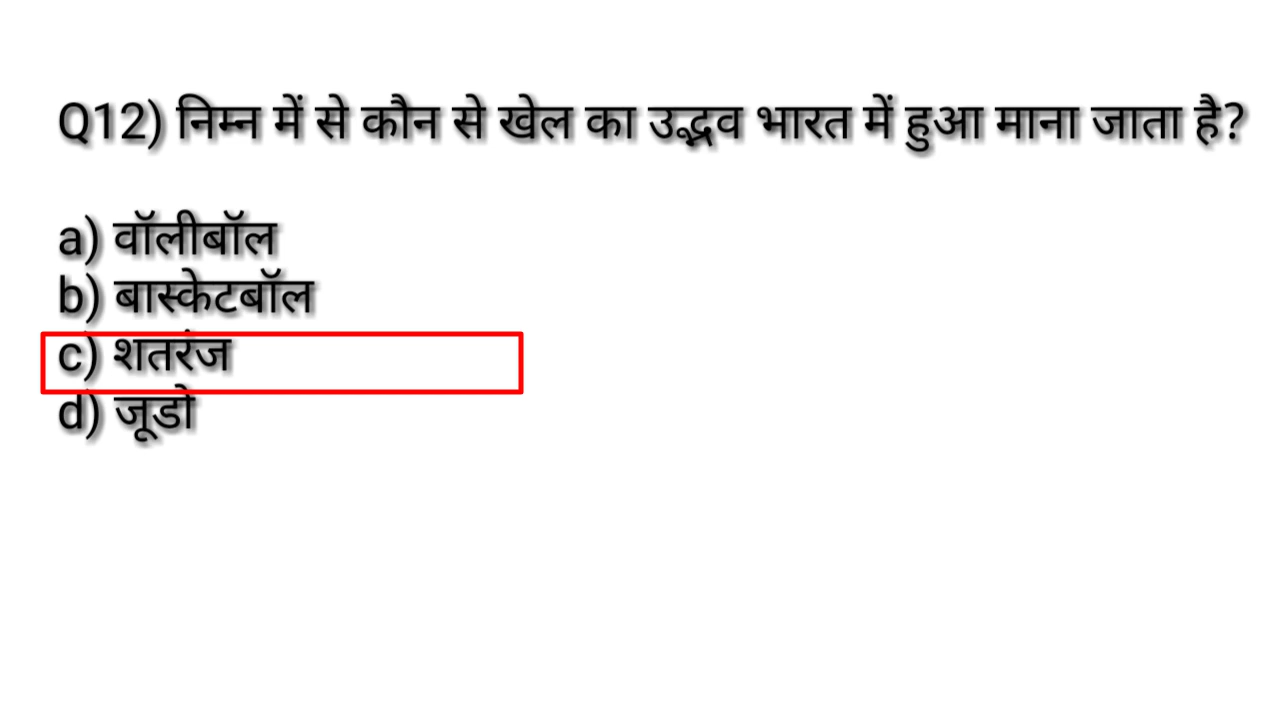 Q12) निम्न में से कौन से खेल का उद्भव भारत में हुआ माना जाता है?
a) वॉलीबॉल
b) बास्केटबॉल
c) शतरंज
d) जूडो